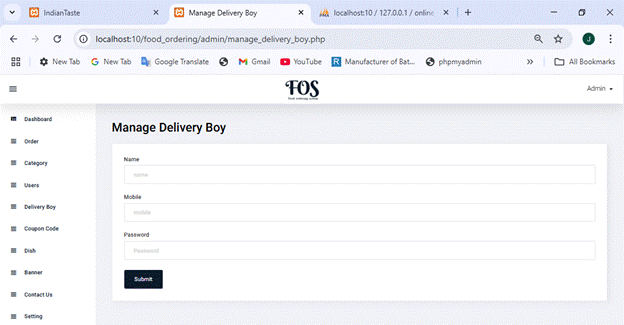 IndianTaste
Manage Delivery Boy
localhost:10 / 127.0.0.1 / online
localhost:10/food_ordering/admin/manage_delivery_boy.php
J
New Tab
New Tab
Google Translate
Gmail
YouTube
R
Manufacturer of Bat...
phpmyadmin
»
All Bookmarks
FOS
food ordering system
Admin
Dashboard
Order
Category
Users
Delivery Boy
Coupon Code
Dish
Banner
Contact Us
Setting
Manage Delivery Boy
Name
name
Mobile
mobile
Password
Password
Submit